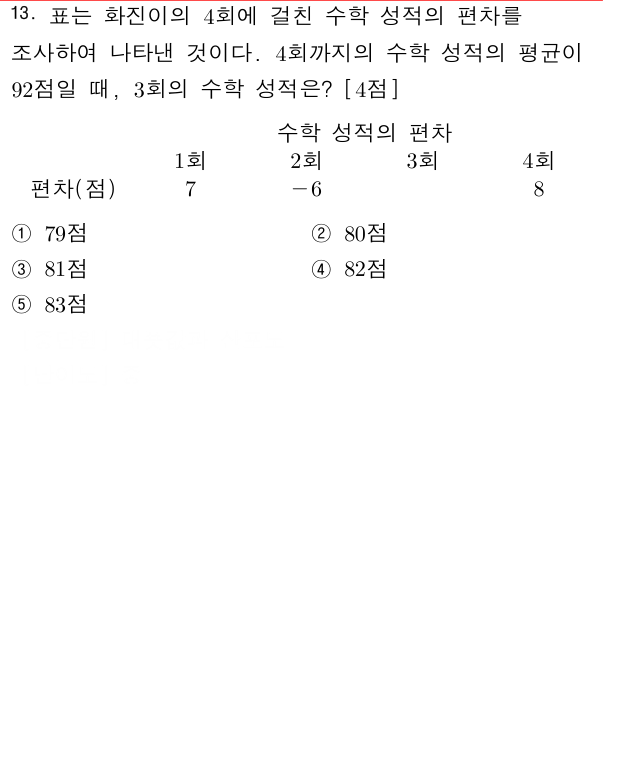 13. 표는 화진이의 4회에 걸친 수학 성적의 편차를
조사하여 나타낸 것이다. 4회까지의 수학 성적의 평균이
92점일 때, 3회의 수학 성적은? [4점]
수학 성적의 편차
1회 2회 3회 4회
편차(점) 7 −6 8
① 79점 ② 80점
③ 81점 ④ 82점
⑤ 83점